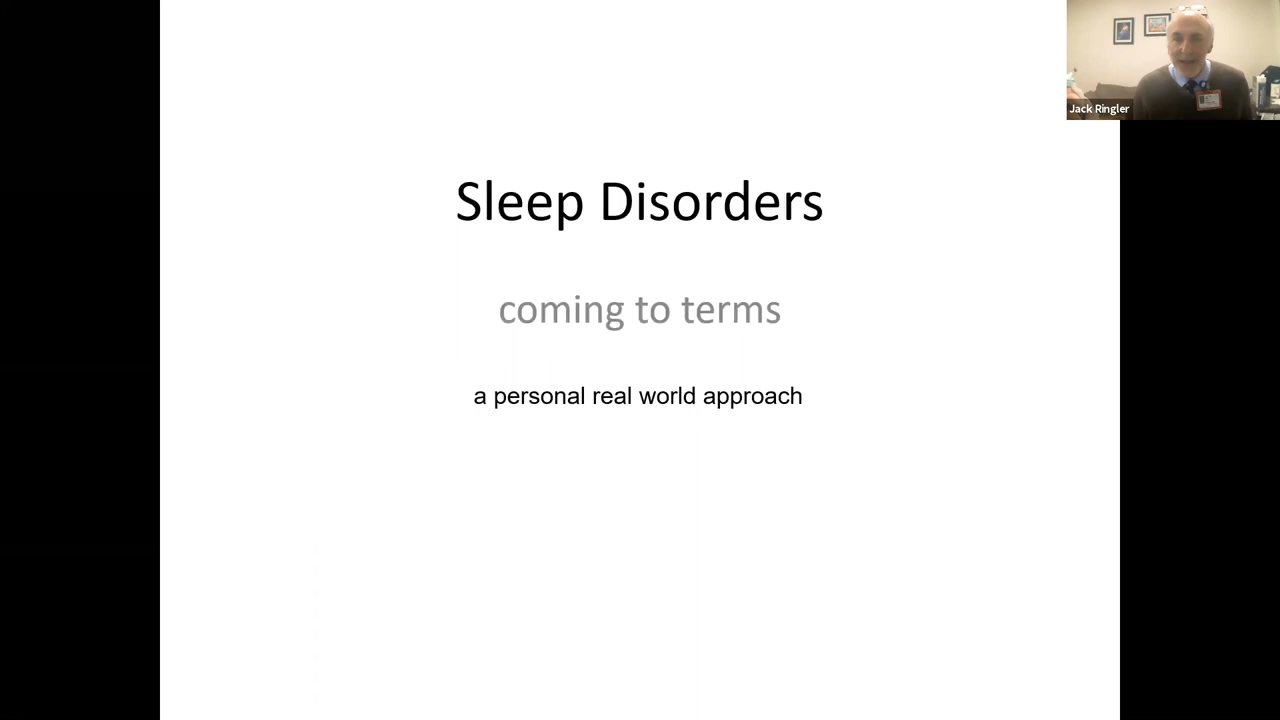 Jack Ringler
Sleep Disorders
coming to terms
a personal real world approach